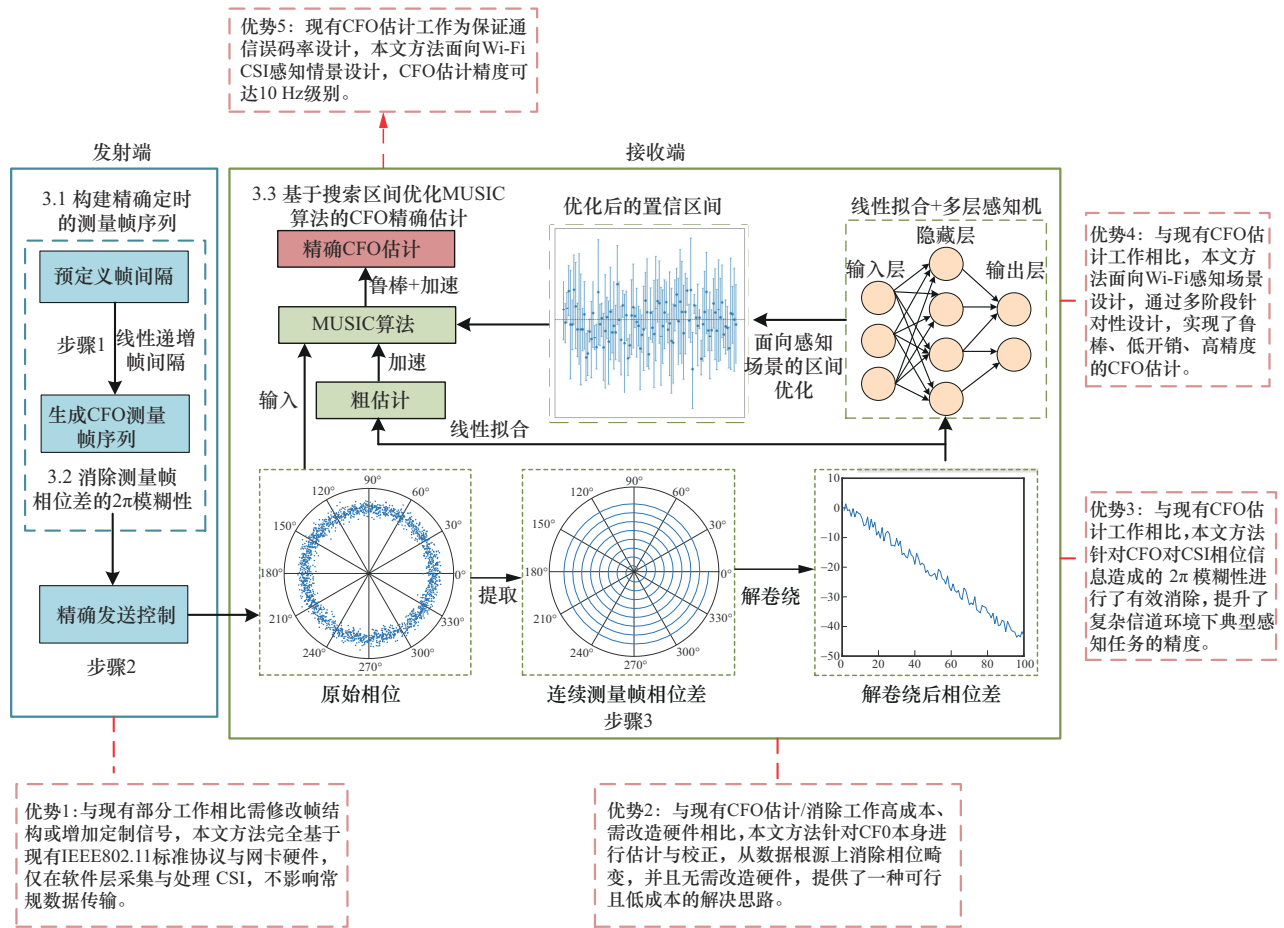 优势5：现有CFO估计工作为保证通
信误码率设计，本文方法面向Wi-Fi
CSI感知情景设计，CFO估计精度可
达10 Hz级别。
发射端
接收端
3.1 构建精确定时
的测量帧序列
预定义帧间隔
步骤1
线性递增
帧间隔
生成CFO测量
帧序列
3.2 消除测量帧
相位差的2π模糊性
精确发送控制
步骤2
3.3 基于搜索区间优化MUSIC
算法的CFO精确估计
精确CFO估计
鲁棒+加速
MUSIC算法
加速
粗估计
输入
线性拟合
优化后的置信区间
面向感知
场景的区间
优化
线性拟合+多层感知机
隐藏层
输入层
输出层
90°
120°
60°
150°
30°
180°
0°
210°
330°
240°
300°
270°
原始相位
提取
90°
120°
60°
150°
30°
180°
0°
210°
330°
240°
300°
270°
连续测量帧相位差
解卷绕
10
0
−10
−20
−30
−40
−50
0
20
40
60
80
100
解卷绕后相位差
步骤3
优势4：与现有CFO估
计工作相比，本文方
法面向Wi-Fi感知场景
设计，通过多阶段针
对性设计，实现了鲁
棒、低开销、高精度
的CFO估计。
优势3：与现有CFO估
计工作相比，本文方法
针对CFO对CSI相位信
息造成的 2π 模糊性进
行了有效消除，提升了
复杂信道环境下典型感
知任务的精度。
优势1：与现有部分工作相比需修改帧结
构或增加定制信号，本文方法完全基于
现有IEEE802.11标准协议与网卡硬件，
仅在软件层采集与处理 CSI，不影响常
规数据传输。
优势2：与现有CFO估计/消除工作高成本、
需改造硬件相比，本文方法针对CF0本身进
行估计与校正，从数据根源上消除相位畸
变，并且无需改造硬件，提供了一种可行
且低成本的解决思路。